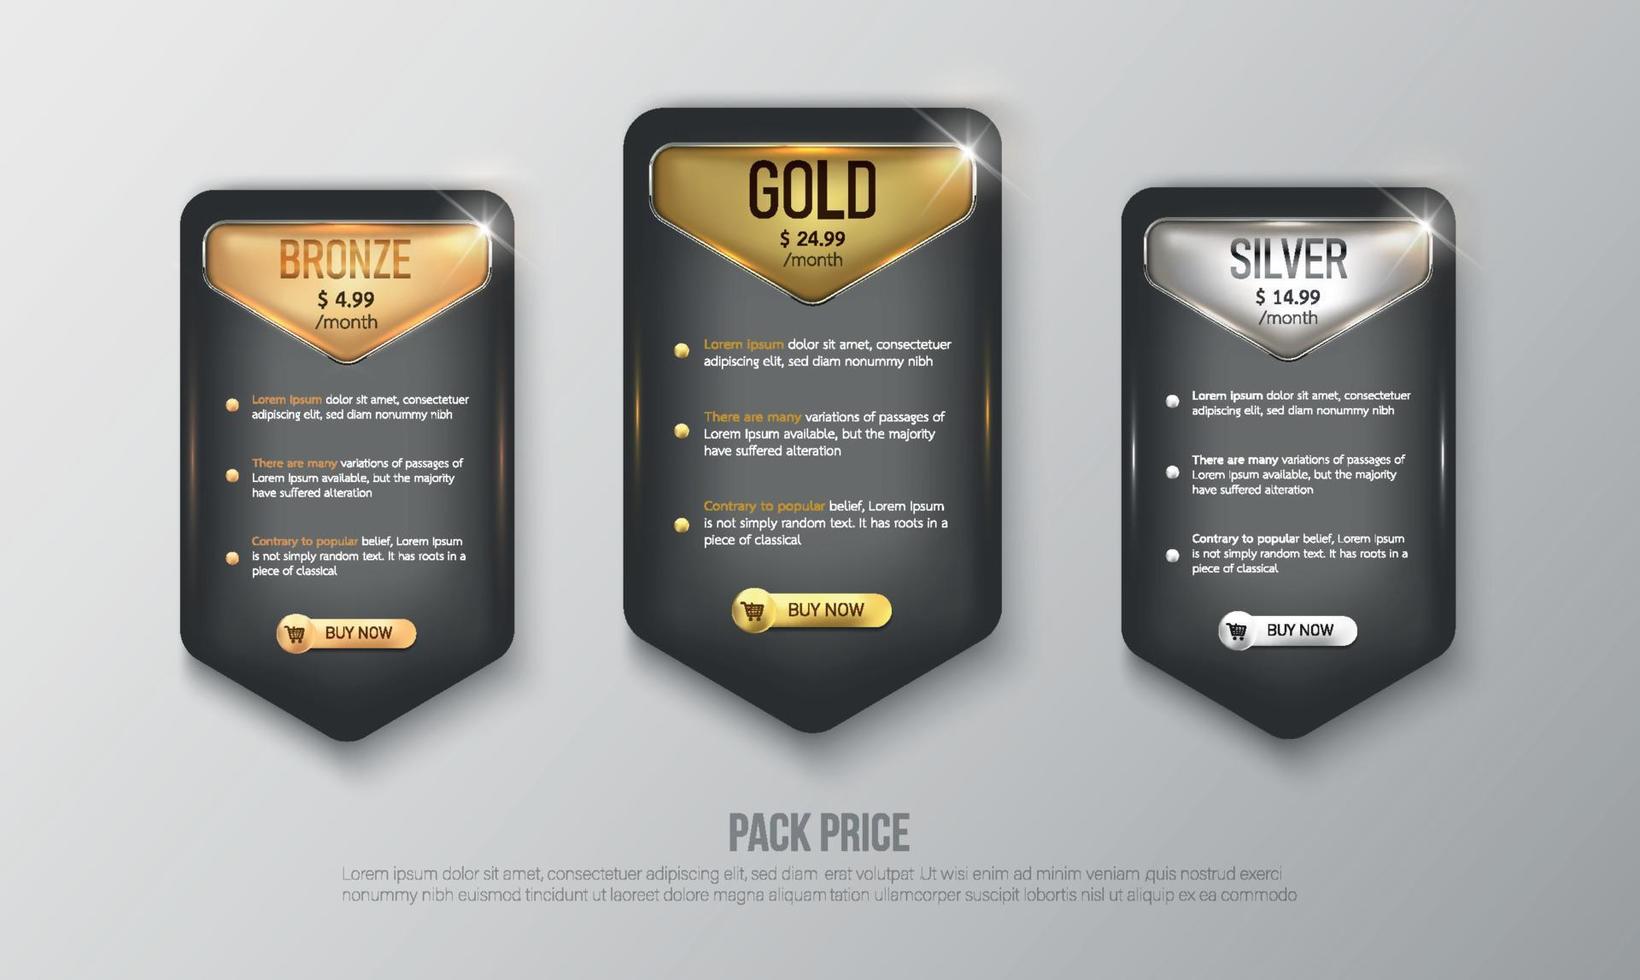 BRONZE
$ 4.99
/month
Lorem ipsum dolor sit amet, consectetuer
adipiscing elit, sed diam nonummy nibh
There are many variations of passages of
Lorem Ipsum available, but the majority
have suffered alteration
Contrary to popular belief, Lorem Ipsum
is not simply random text. It has roots in a
piece of classical
BUY NOW
GOLD
$ 24.99
/month
Lorem ipsum dolor sit amet, consectetuer
adipiscing elit, sed diam nonummy nibh
There are many variations of passages of
Lorem Ipsum available, but the majority
have suffered alteration
Contrary to popular belief, Lorem Ipsum
is not simply random text. It has roots in a
piece of classical
BUY NOW
SILVER
$ 14.99
/month
Lorem ipsum dolor sit amet, consectetuer
adipiscing elit, sed diam nonummy nibh
There are many variations of passages of
Lorem Ipsum available, but the majority
have suffered alteration
Contrary to popular belief, Lorem Ipsum
is not simply random text. It has roots in a
piece of classical
BUY NOW
PACK PRICE
Lorem ipsum dolor sit amet, consectetuer adipiscing elit, sed diam erat volutpat .Ut wisi enim ad minim veniam ,quis nostrud exerci
nonummy nibh euismod tincidunt ut laoreet dolore magna aliquam tation ullamcorper suscipit lobortis nisl ut aliquip ex ea commodo